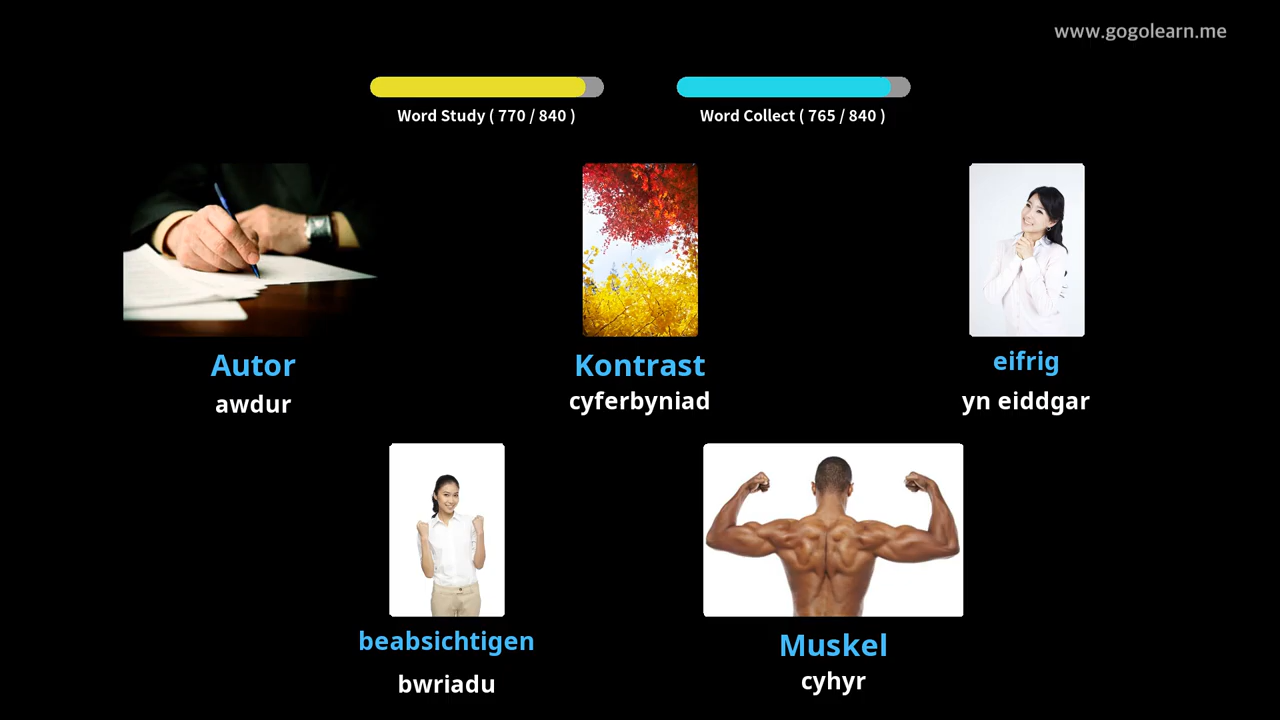 www.gogolearn.me
Word Study ( 770 / 840 )
Word Collect ( 765 / 840 )
Autor
awdur
Kontrast
cyferbyniad
eifrig
yn eiddgar
beabsichtigen
bwriadu
Muskel
cyhyr